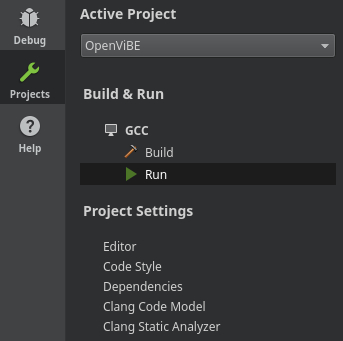 Active Project
Debug
OpenViBE
Projects
Build & Run
GCC
Help
Build
Run
Project Settings
Editor
Code Style
Dependencies
Clang Code Model
Clang Static Analyzer